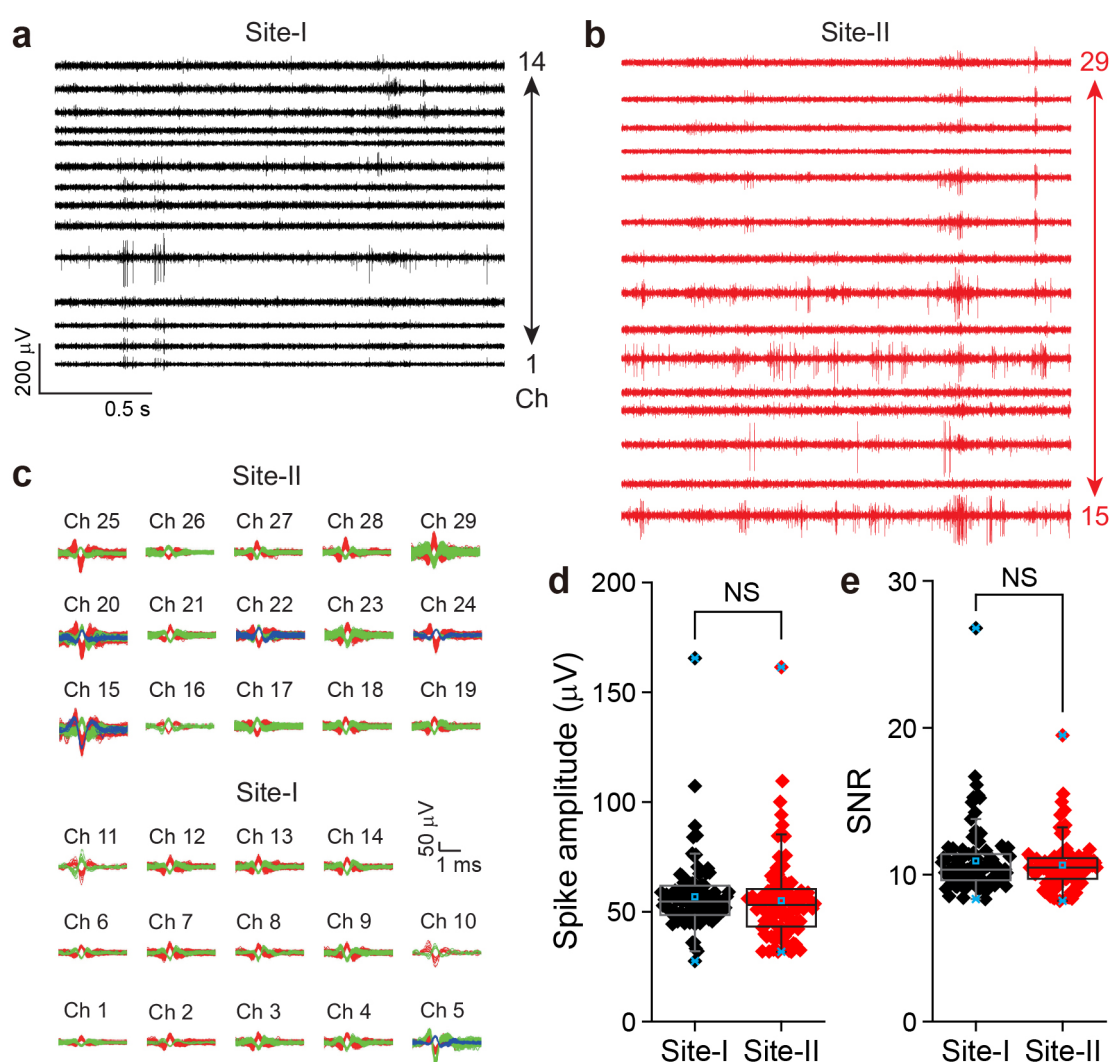 a
Site-I
14
1
Ch
200 µV
0.5 s
b
Site-II
29
15
c
Site-II
Ch 25 Ch 26 Ch 27 Ch 28 Ch 29
Ch 20 Ch 21 Ch 22 Ch 23 Ch 24
Ch 15 Ch 16 Ch 17 Ch 18 Ch 19
Site-I
Ch 11 Ch 12 Ch 13 Ch 14
50 µV
1 ms
Ch 6 Ch 7 Ch 8 Ch 9 Ch 10
Ch 1 Ch 2 Ch 3 Ch 4 Ch 5
d
Spike amplitude (µV)
200
150
100
50
0
NS
Site-I Site-II
e
SNR
30
20
10
0
NS
Site-I Site-II